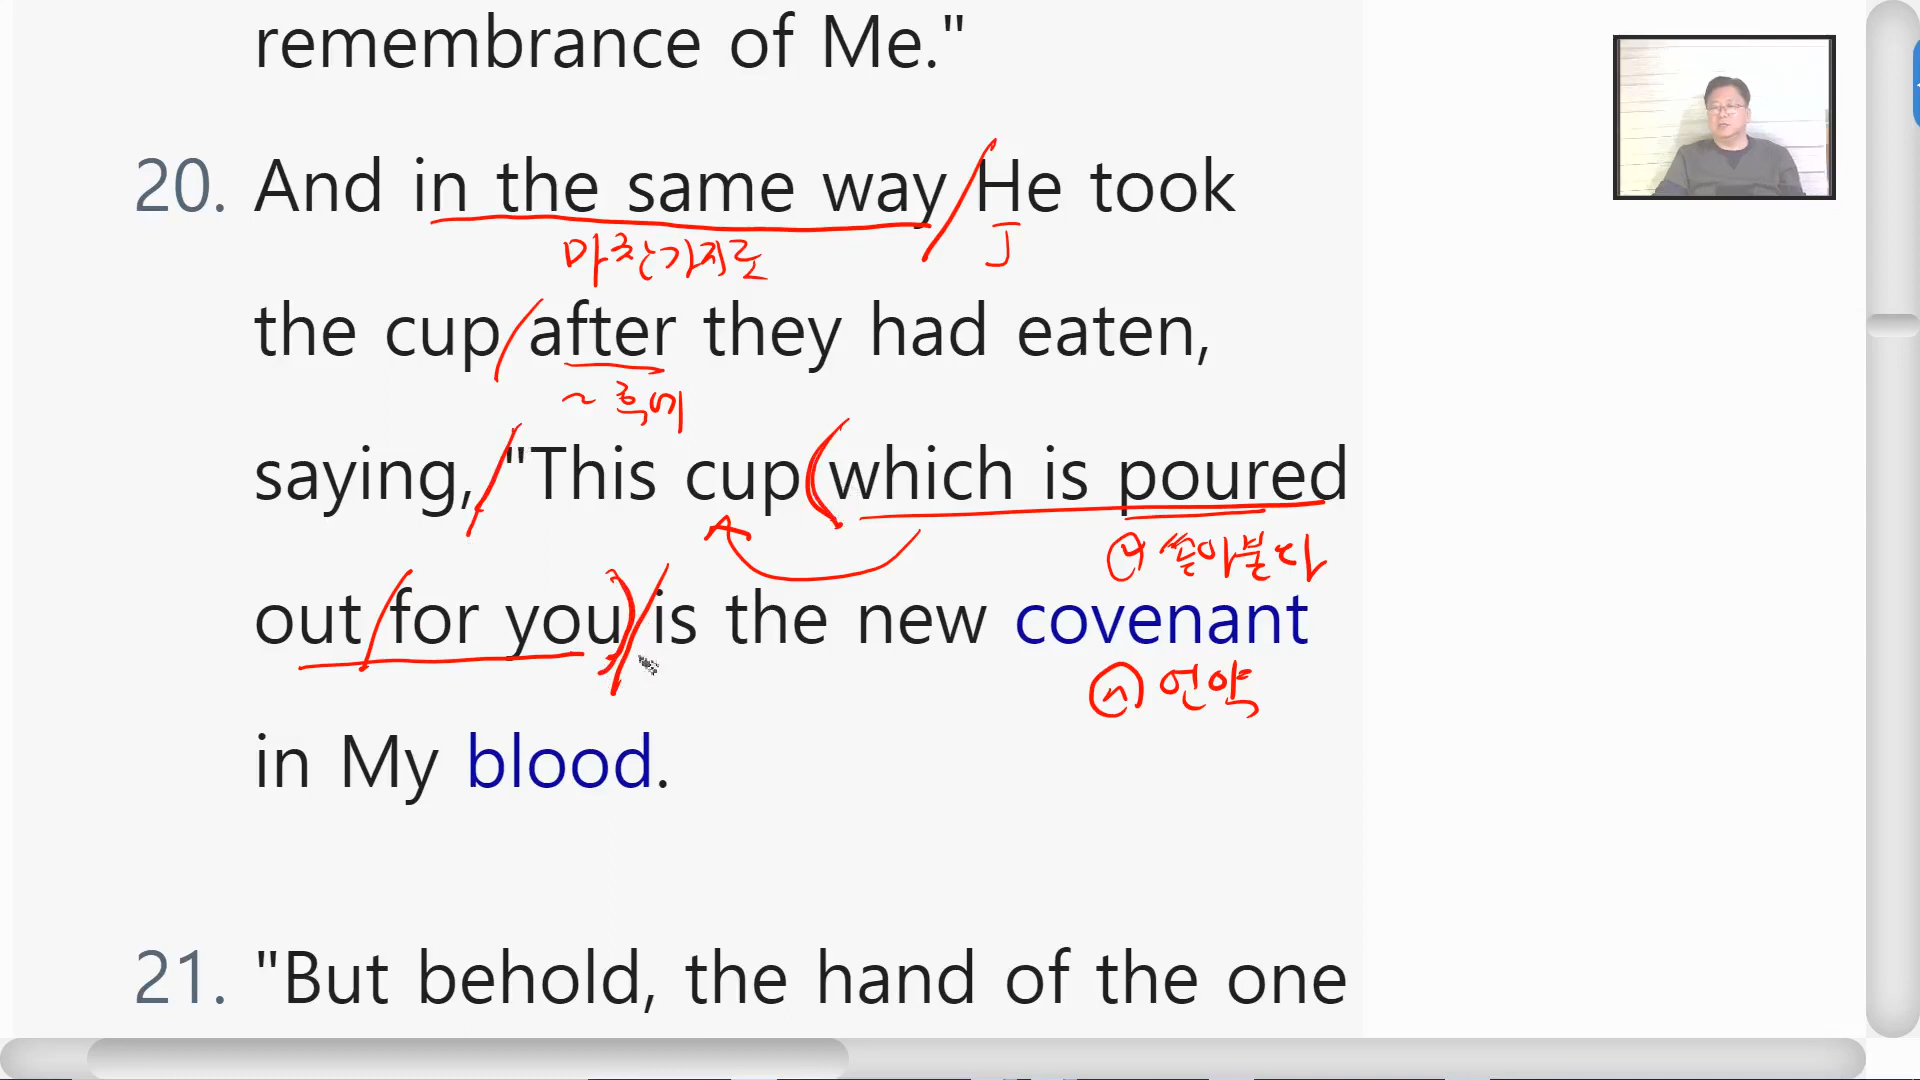 remembrance of Me."
20. And in the same way He took
마찬가지로 J
the cup after they had eaten,
~ 후에
saying, "This cup which is poured
쏟아붇다
out for you is the new covenant
ⓝ 언약
in My blood.
21. "But behold, the hand of the one